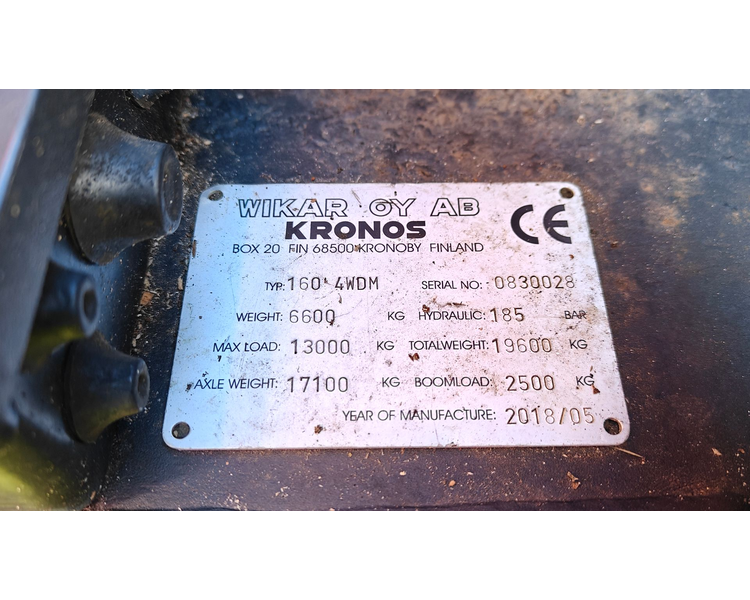 WIKAR OY AB
KRONOS
CE
BOX 20 FIN 68500 KRONOBY FINLAND
TYP: 160 4WDM SERIAL NO: 0830028
WEIGHT: 6600 KG HYDRAULIC: 185 BAR
MAX LOAD: 13000 KG TOTALWEIGHT: 19600 KG
AXLE WEIGHT: 17100 KG BOOMLOAD: 2500 KG
YEAR OF MANUFACTURE: 2018/05